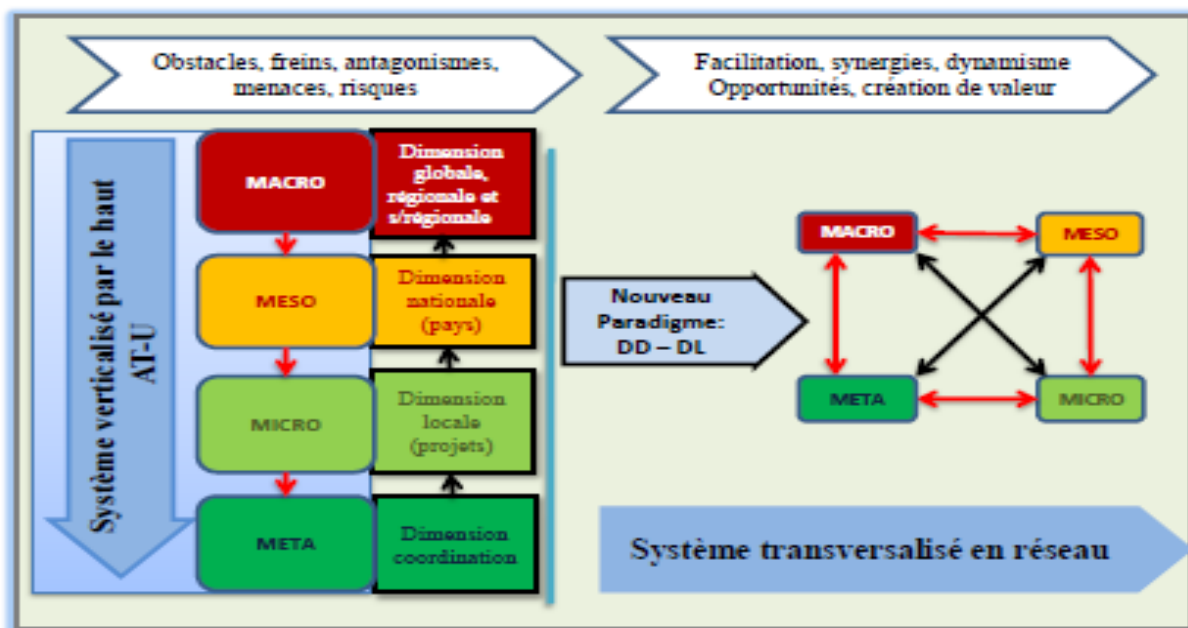 Obstacles, freins, antagonismes,
menaces, risques
Facilitation, synergies, dynamisme
Opportunités, création de valeur
Système verticalisé par le haut
AT-U
MACRO
Dimension
globale,
régionale et
s/régionale
MESO
Dimension
nationale
(pays)
MICRO
Dimension
locale
(projets)
META
Dimension
coordination
Nouveau
Paradigme:
DD – DL
MACRO
MESO
META
MICRO
Système transversalisé en réseau